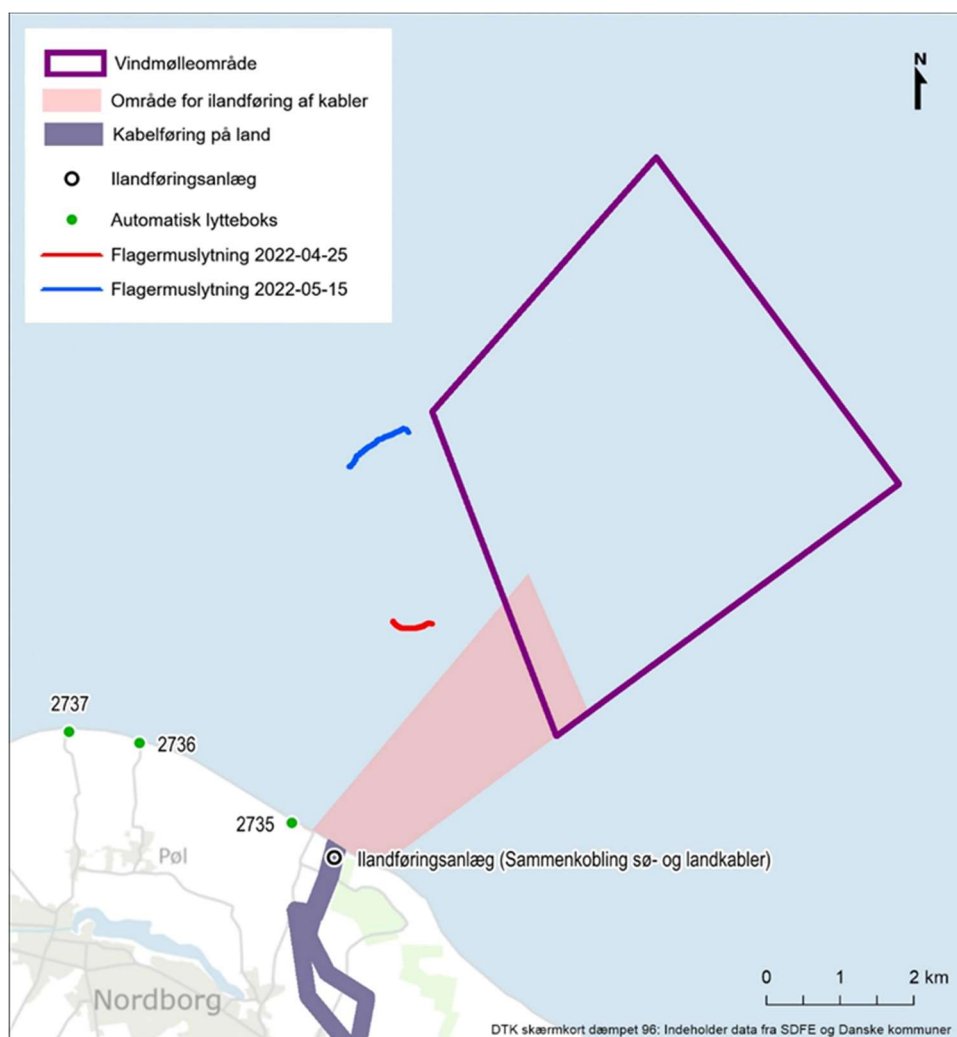 Vindmølleområde
Område for ilandføring af kabler
Kabelføring på land
Ilandføringsanlæg
Automatisk lytteboks
Flagermuslytning 2022-04-25
Flagermuslytning 2022-05-15
N
2737
2736
2735
Pøl
Ilandføringsanlæg (Sammenkobling sø- og landkabler)
Nordborg
0 1 2 km
DTK skærmkort dæmpet 96: Indeholder data fra SDFE og Danske kommuner